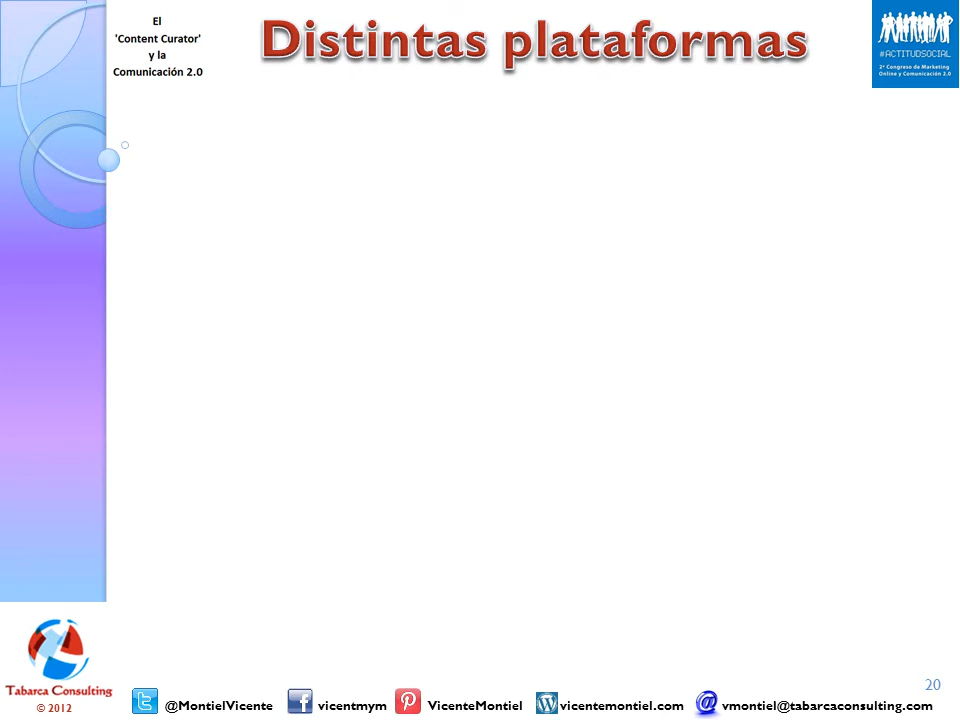 El
'Content Curator'
y la
Comunicación 2.0
Distintas plataformas
#ACTITUDSOCIAL
2º Congreso de Marketing
Online y Comunicación 2.0
20
Tabarca Consulting
© 2012
@MontielVicente vicentmym VicenteMontiel vicentemontiel.com vmontiel@tabarcaconsulting.com